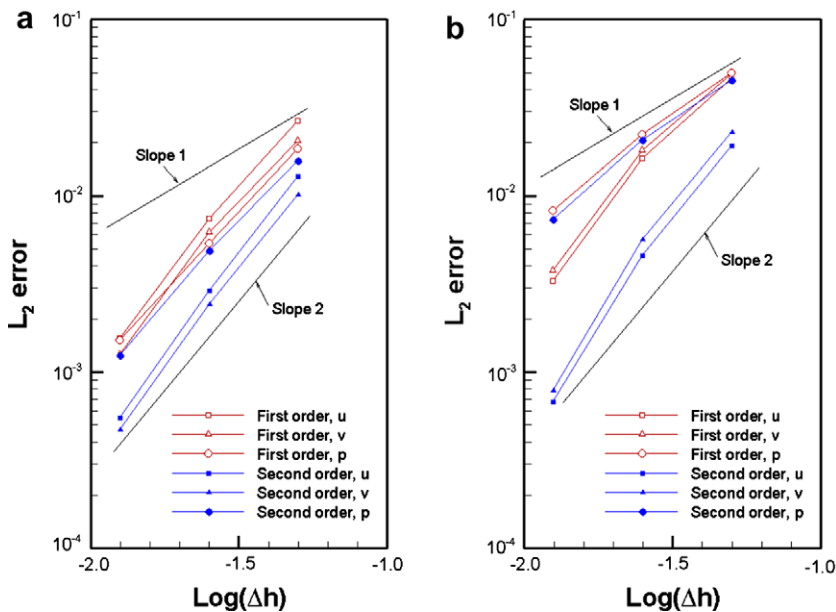 a
10^-1
10^-2
10^-3
10^-4
L_2 error
Slope 1
Slope 2
First order, u
First order, v
First order, p
Second order, u
Second order, v
Second order, p
-2.0
-1.5
-1.0
Log(Δh)
b
10^-1
10^-2
10^-3
10^-4
L_2 error
Slope 1
Slope 2
First order, u
First order, v
First order, p
Second order, u
Second order, v
Second order, p
-2.0
-1.5
-1.0
Log(Δh)